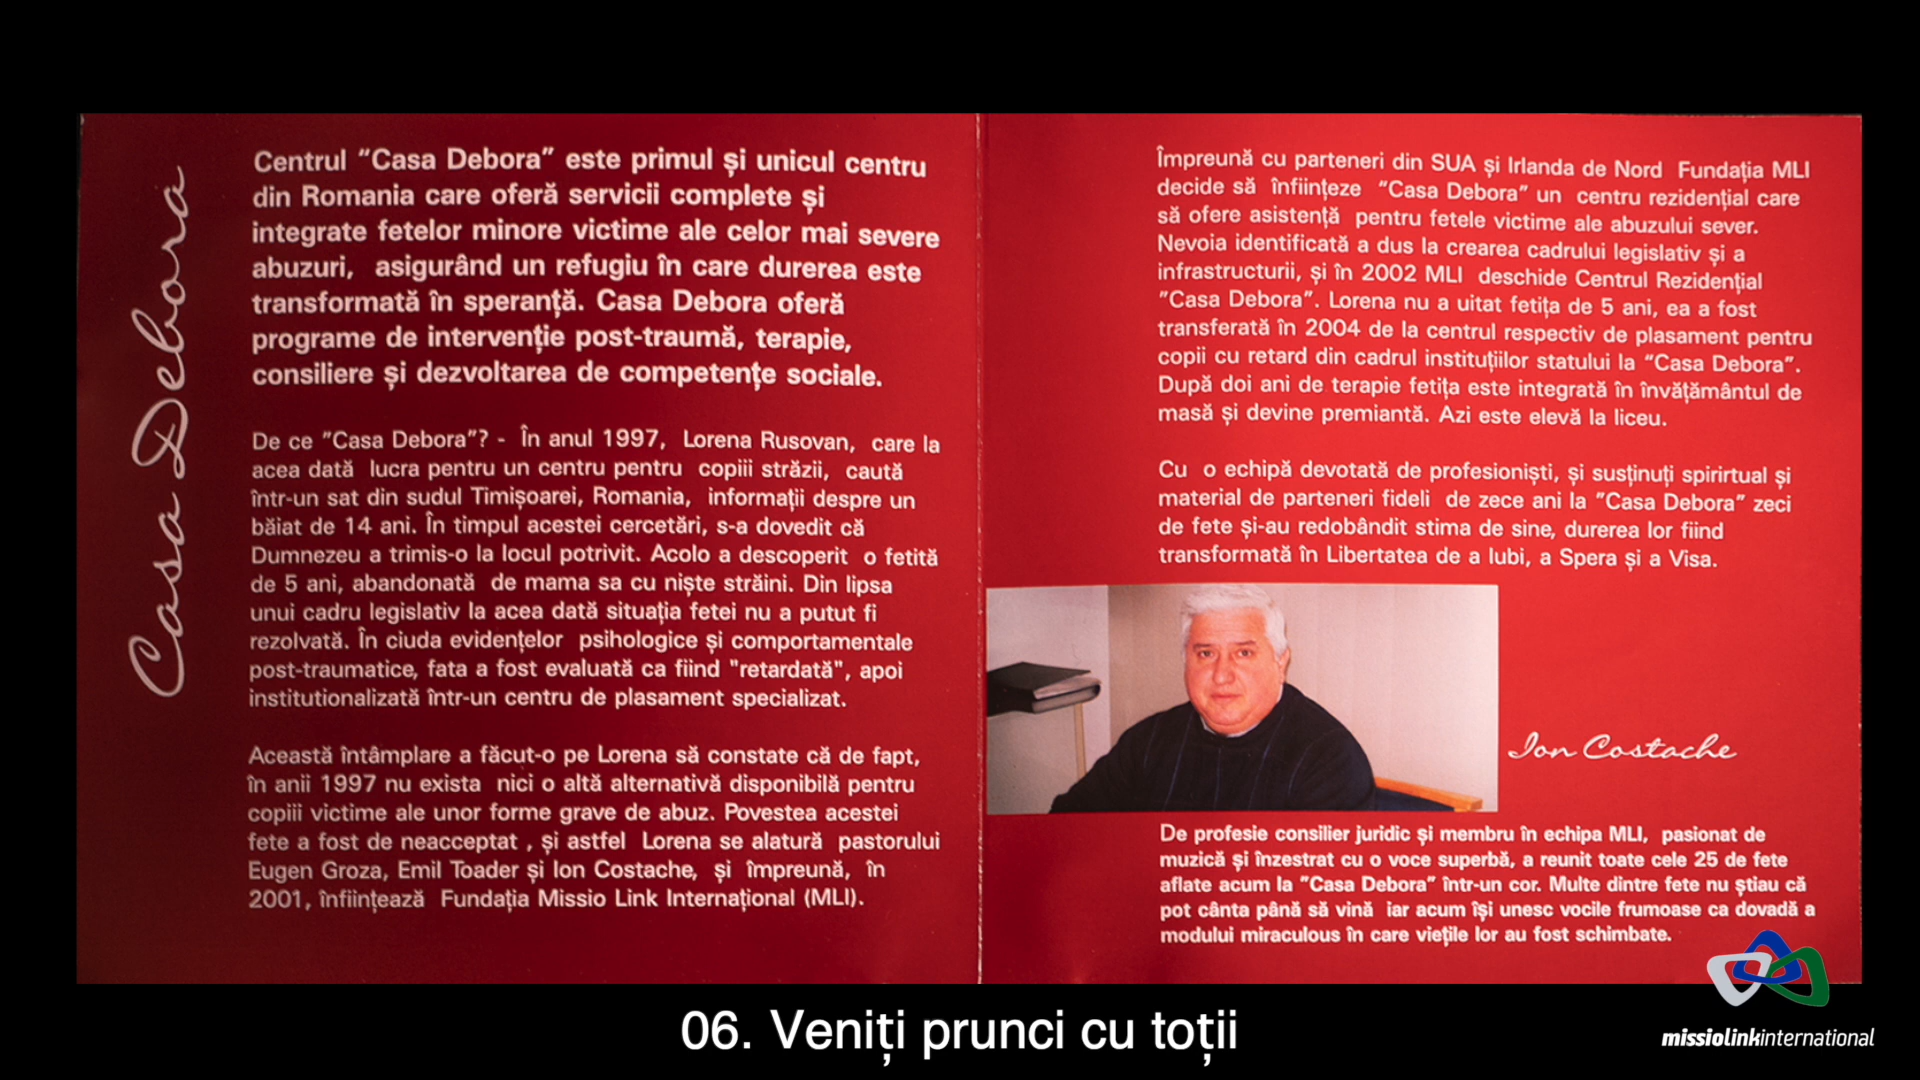 Casa Debora
Centrul "Casa Debora" este primul și unicul centru
din Romania care oferă servicii complete și
integrate fetelor minore victime ale celor mai severe
abuzuri, asigurând un refugiu în care durerea este
transformată în speranță. Casa Debora oferă
programe de intervenție post-traumă, terapie,
consiliere și dezvoltarea de competențe sociale.
De ce "Casa Debora"? - În anul 1997, Lorena Rusovan, care la
acea dată lucra pentru un centru pentru copiii străzii, caută
într-un sat din sudul Timișoarei, Romania, informații despre un
băiat de 14 ani. În timpul acestei cercetări, s-a dovedit că
Dumnezeu a trimis-o la locul potrivit. Acolo a descoperit o fetită
de 5 ani, abandonată de mama sa cu niște străini. Din lipsa
unui cadru legislativ la acea dată situația fetei nu a putut fi
rezolvată. În ciuda evidențelor psihologice și comportamentale
post-traumatice, fata a fost evaluată ca fiind "retardată", apoi
institutionalizată într-un centru de plasament specializat.
Această întâmplare a făcut-o pe Lorena să constate că de fapt,
în anii 1997 nu exista nici o altă alternativă disponibilă pentru
copiii victime ale unor forme grave de abuz. Povestea acestei
fete a fost de neacceptat , și astfel Lorena se alatură pastorului
Eugen Groza, Emil Toader și Ion Costache, și împreună, în
2001, înființează Fundația Missio Link Internațional (MLI).
Împreună cu parteneri din SUA și Irlanda de Nord Fundația MLI
decide să înființeze "Casa Debora" un centru rezidențial care
să ofere asistență pentru fetele victime ale abuzului sever.
Nevoia identificată a dus la crearea cadrului legislativ și a
infrastructurii, și în 2002 MLI deschide Centrul Rezidențial
"Casa Debora". Lorena nu a uitat fetița de 5 ani, ea a fost
transferată în 2004 de la centrul respectiv de plasament pentru
copii cu retard din cadrul instituțiilor statului la "Casa Debora".
După doi ani de terapie fetița este integrată în învățământul de
masă și devine premiantă. Azi este elevă la liceu.
Cu o echipă devotată de profesioniști, și susținuți spirirtual și
material de parteneri fideli de zece ani la "Casa Debora" zeci
de fete și-au redobândit stima de sine, durerea lor fiind
transformată în Libertatea de a Iubi, a Spera și a Visa.
Ion Costache
De profesie consilier juridic și membru în echipa MLI, pasionat de
muzică și înzestrat cu o voce superbă, a reunit toate cele 25 de fete
aflate acum la "Casa Debora" într-un cor. Multe dintre fete nu știau că
pot cânta până să vină iar acum își unesc vocile frumoase ca dovadă a
modului miraculous în care viețile lor au fost schimbate.
06. Veniți prunci cu toții
missiolinkinternational